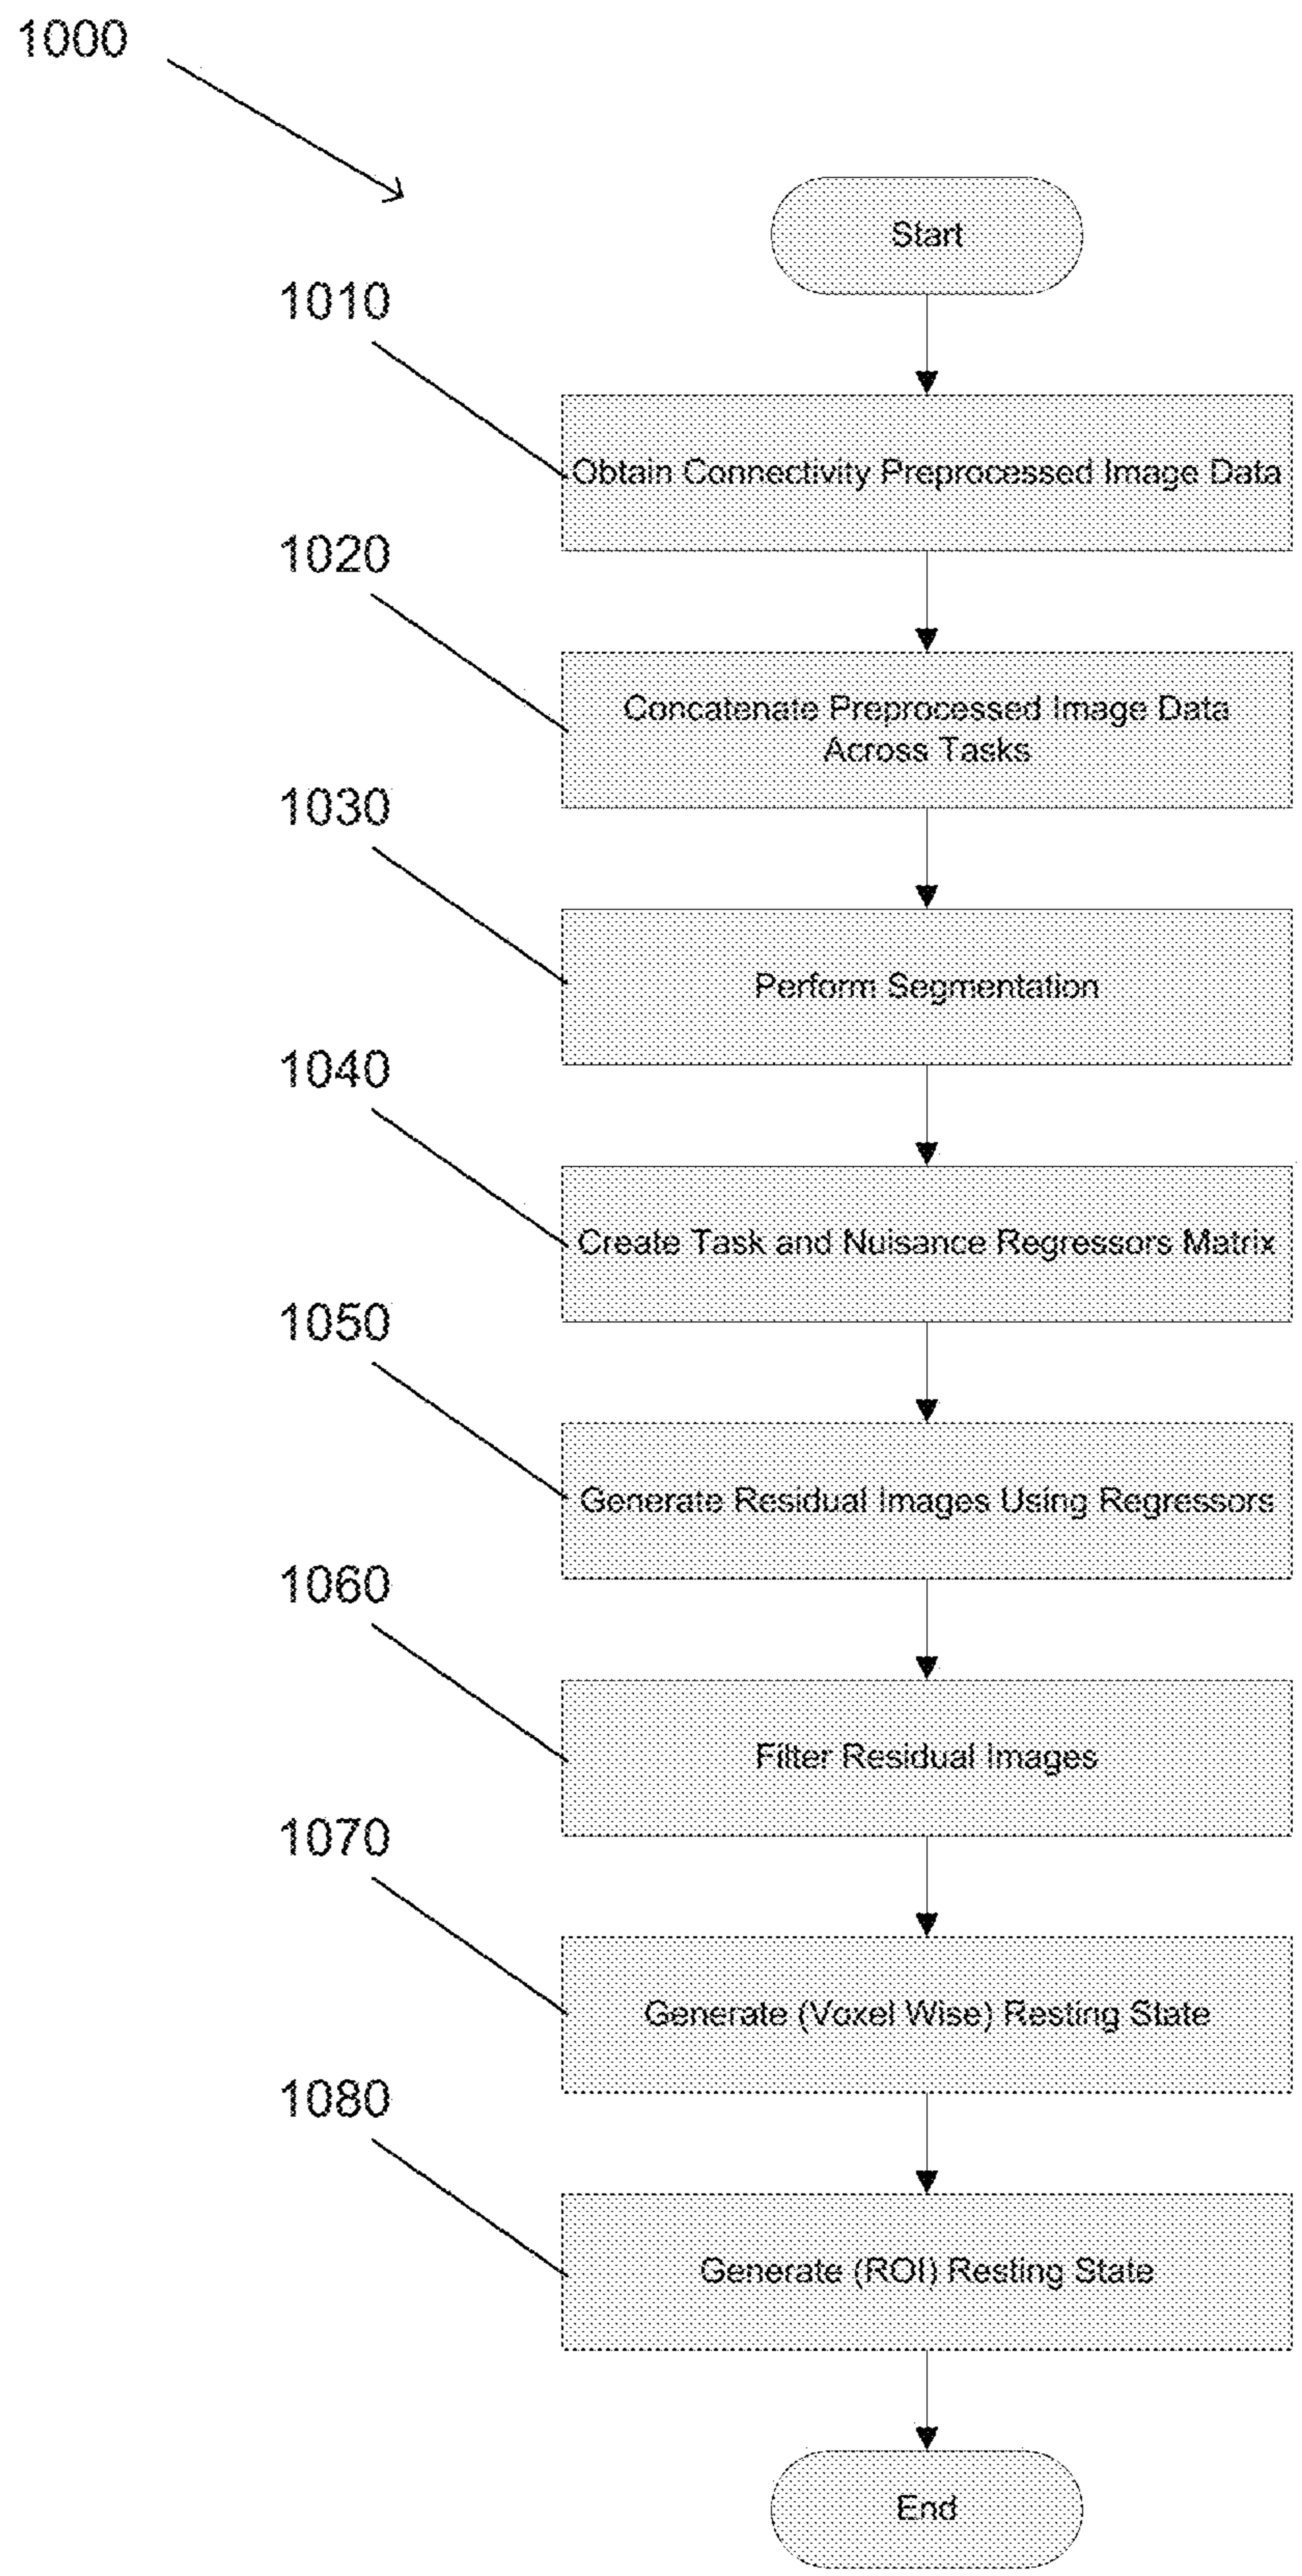 1000
Start
1010
Obtain Connectivity Preprocessed Image Data
1020
Concatenate Preprocessed Image Data
Across Tasks
1030
Perform Segmentation
1040
Create Task and Nuisance Regressors Matrix
1050
Generate Residual Images Using Regressors
1060
Filter Residual Images
1070
Generate (Voxel Wise) Resting State
1080
Generate (ROI) Resting State
End